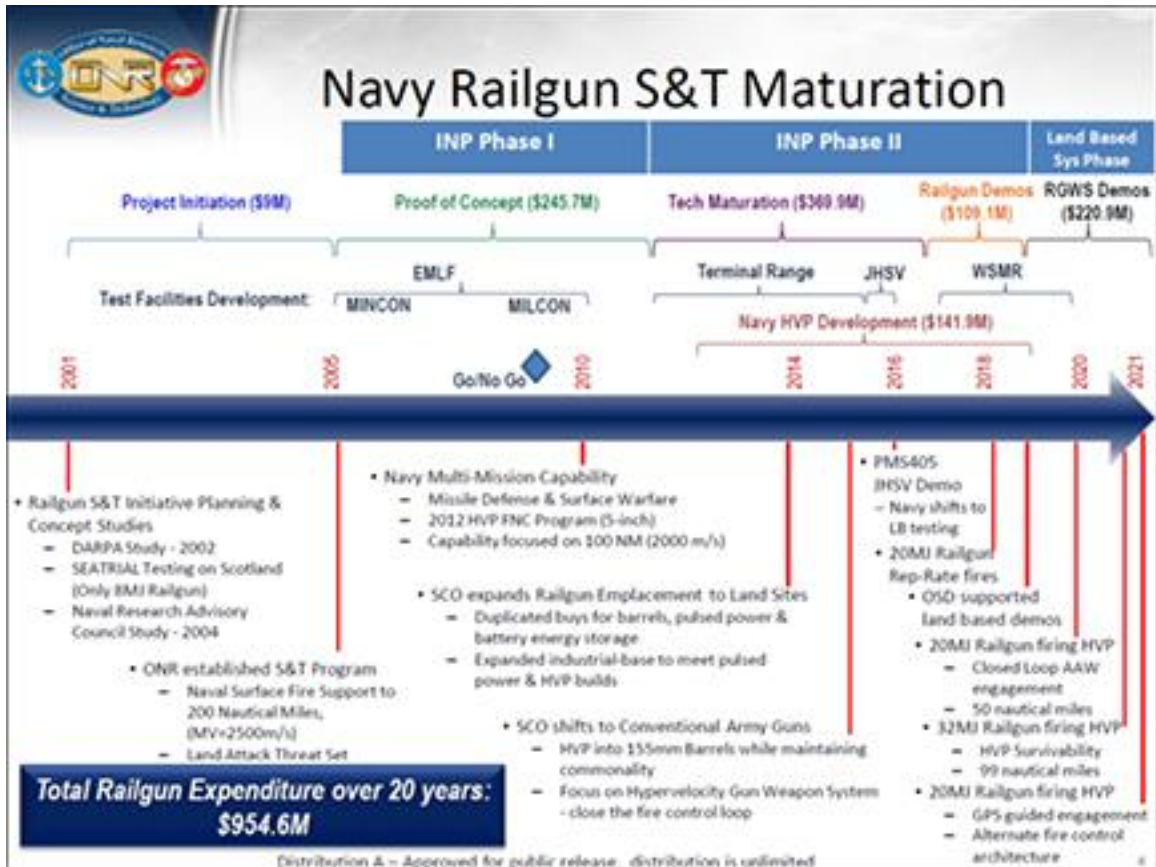 Office of Naval Research
ONR
Science & Technology
Navy Railgun S&T Maturation
INP Phase I
INP Phase II
Land Based
Sys Phase
Project Initiation ($9M)
Proof of Concept ($245.7M)
Tech Maturation ($369.9M)
Railgun Demos
($109.1M)
RGWS Demos
($220.9M)
Test Facilities Development:
EMLF
MINCON
MILCON
Terminal Range
JHSV
WSMR
Navy HVP Development ($141.9M)
Go/No Go
2001
2005
2010
2014
2016
2018
2020
2021
• Railgun S&T Initiative Planning &
Concept Studies
– DARPA Study - 2002
– SEATRIAL Testing on Scotland
(Only 8MJ Railgun)
– Naval Research Advisory
Council Study - 2004
• ONR established S&T Program
– Naval Surface Fire Support to
200 Nautical Miles,
(MV=2500m/s)
– Land Attack Threat Set
• Navy Multi-Mission Capability
– Missile Defense & Surface Warfare
– 2012 HVP FNC Program (5-inch)
– Capability focused on 100 NM (2000 m/s)
• SCO expands Railgun Emplacement to Land Sites
– Duplicated buys for barrels, pulsed power &
battery energy storage
– Expanded industrial-base to meet pulsed
power & HVP builds
• SCO shifts to Conventional Army Guns
– HVP into 155mm Barrels while maintaining
commonality
– Focus on Hypervelocity Gun Weapon System
- close the fire control loop
• PMS405
JHSV Demo
– Navy shifts to
LB testing
• 20MJ Railgun
Rep-Rate fires
• OSD supported
land based demos
• 20MJ Railgun firing HVP
– Closed Loop AAW
engagement
– 50 nautical miles
• 32MJ Railgun firing HVP
– HVP Survivability
– 99 nautical miles
• 20MJ Railgun firing HVP
– GPS guided engagement
– Alternate fire control
architecture
Total Railgun Expenditure over 20 years:
$954.6M
Distribution A – Approved for public release, distribution is unlimited